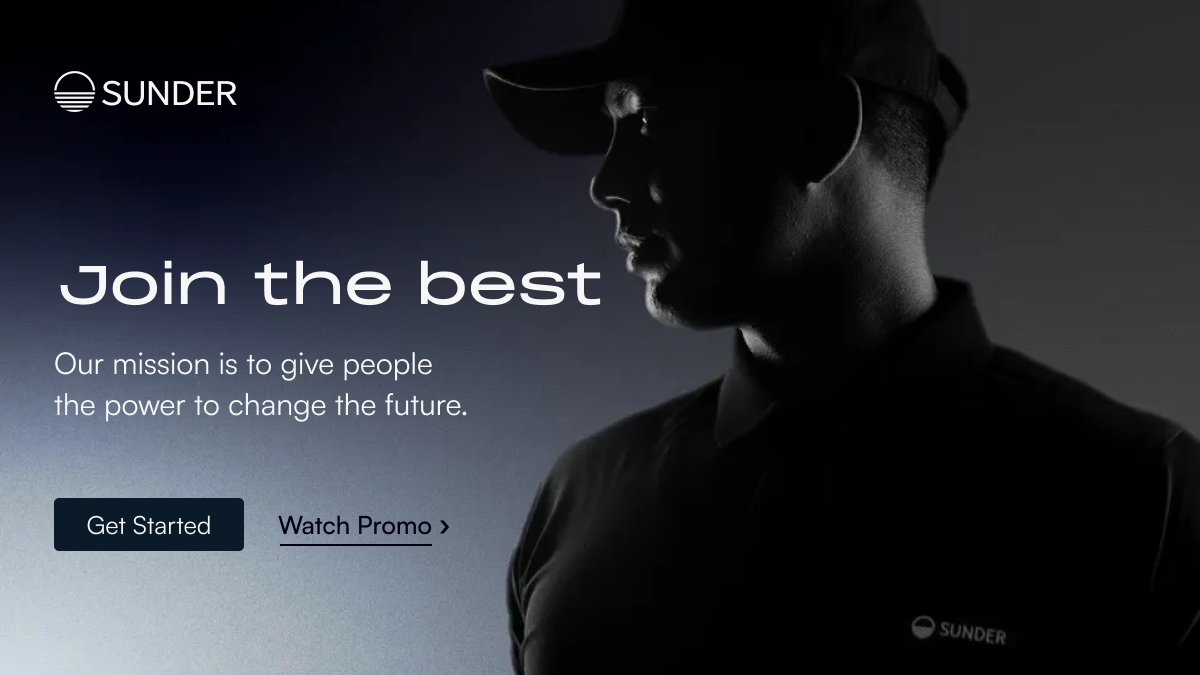 SUNDER
Join the best
Our mission is to give people
the power to change the future.
Get Started
Watch Promo ›
SUNDER